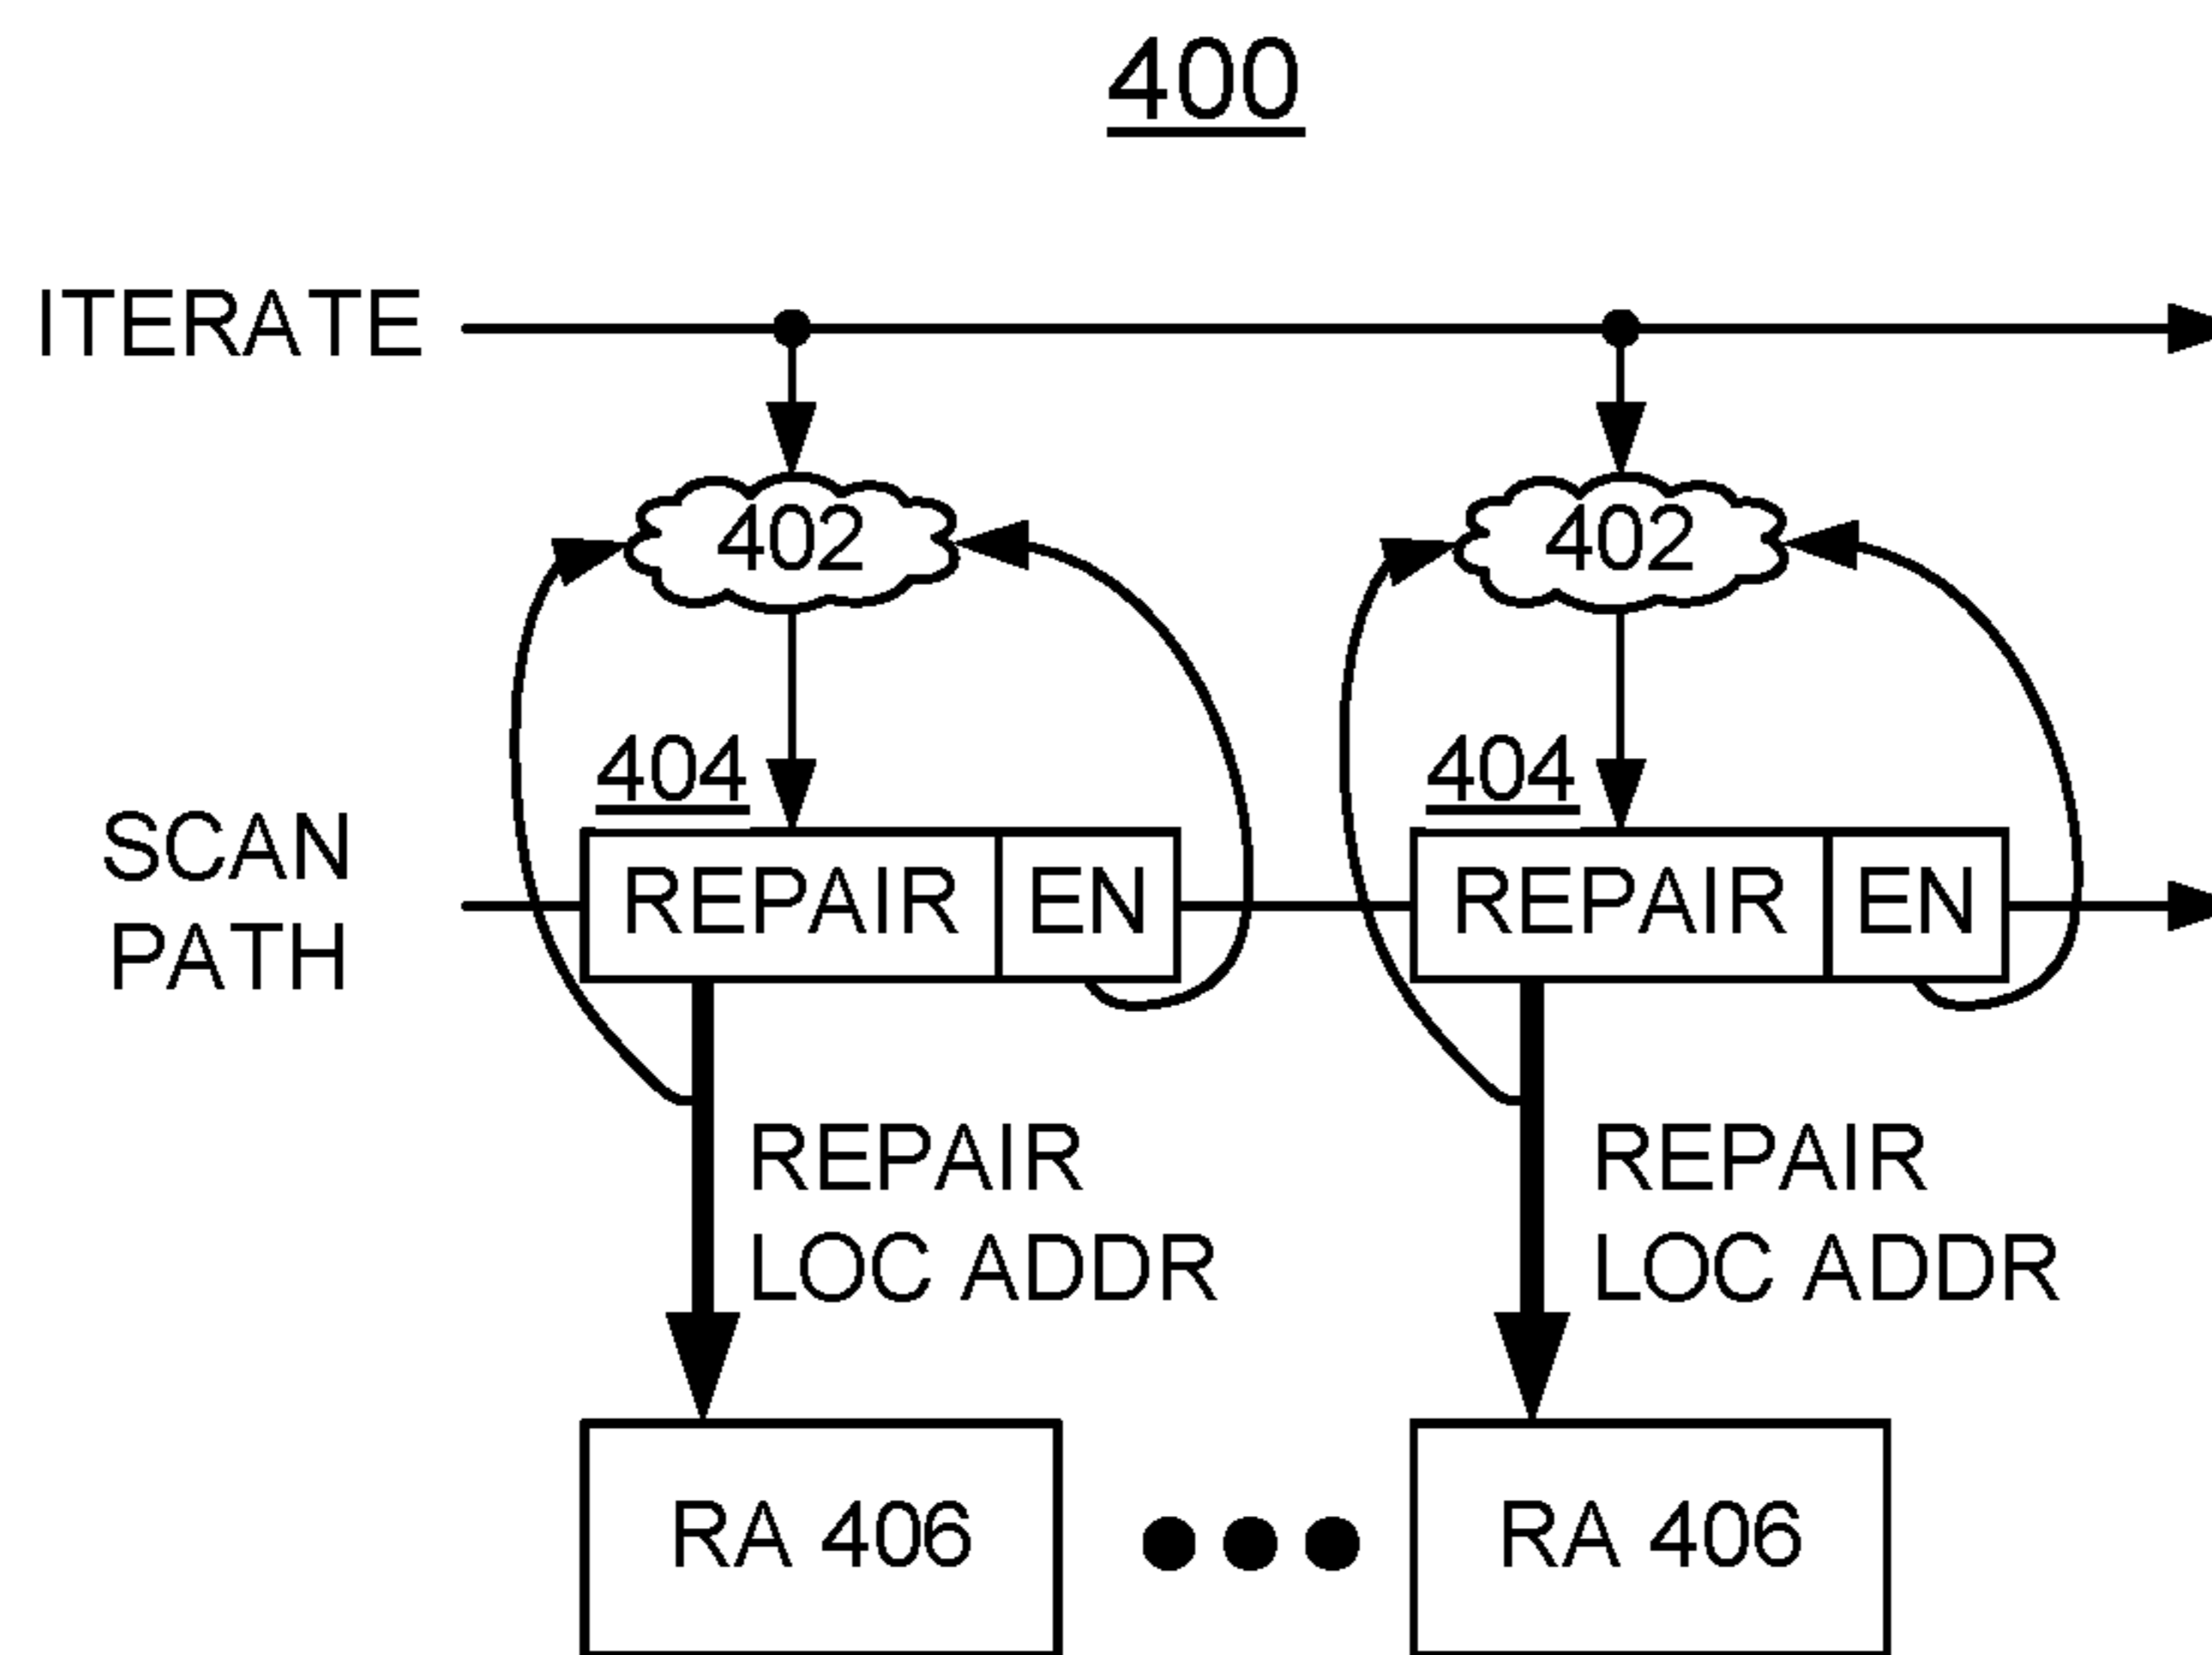 400
ITERATE
402
402
404
404
SCAN
PATH
REPAIR
EN
REPAIR
EN
REPAIR
LOC ADDR
REPAIR
LOC ADDR
RA 406
RA 406